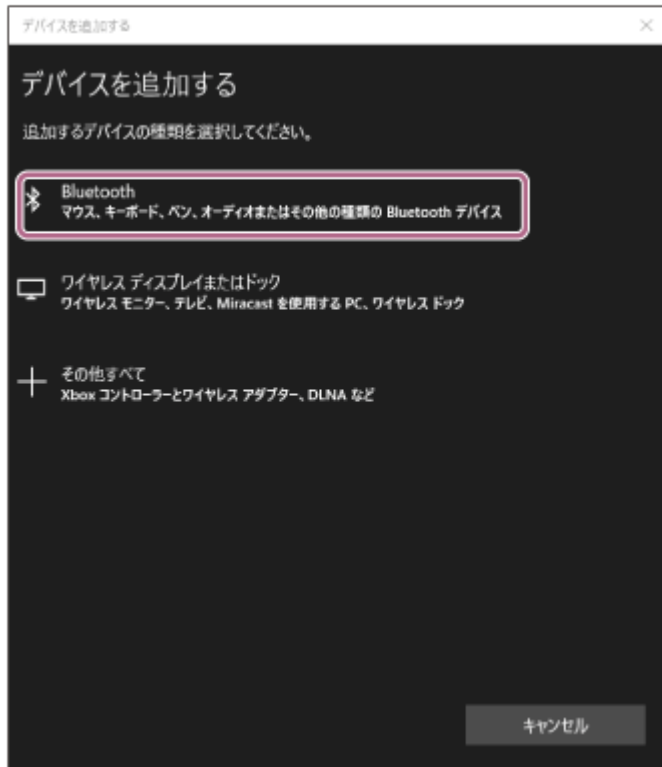 デバイスを追加する
デバイスを追加する
追加するデバイスの種類を選択してください。
Bluetooth
マウス、キーボード、ペン、オーディオまたはその他の種類の Bluetooth デバイス
ワイヤレス ディスプレイまたはドック
ワイヤレス モニター、テレビ、Miracast を使用する PC、ワイヤレス ドック
その他すべて
Xbox コントローラーとワイヤレス アダプター、DLNA など
キャンセル